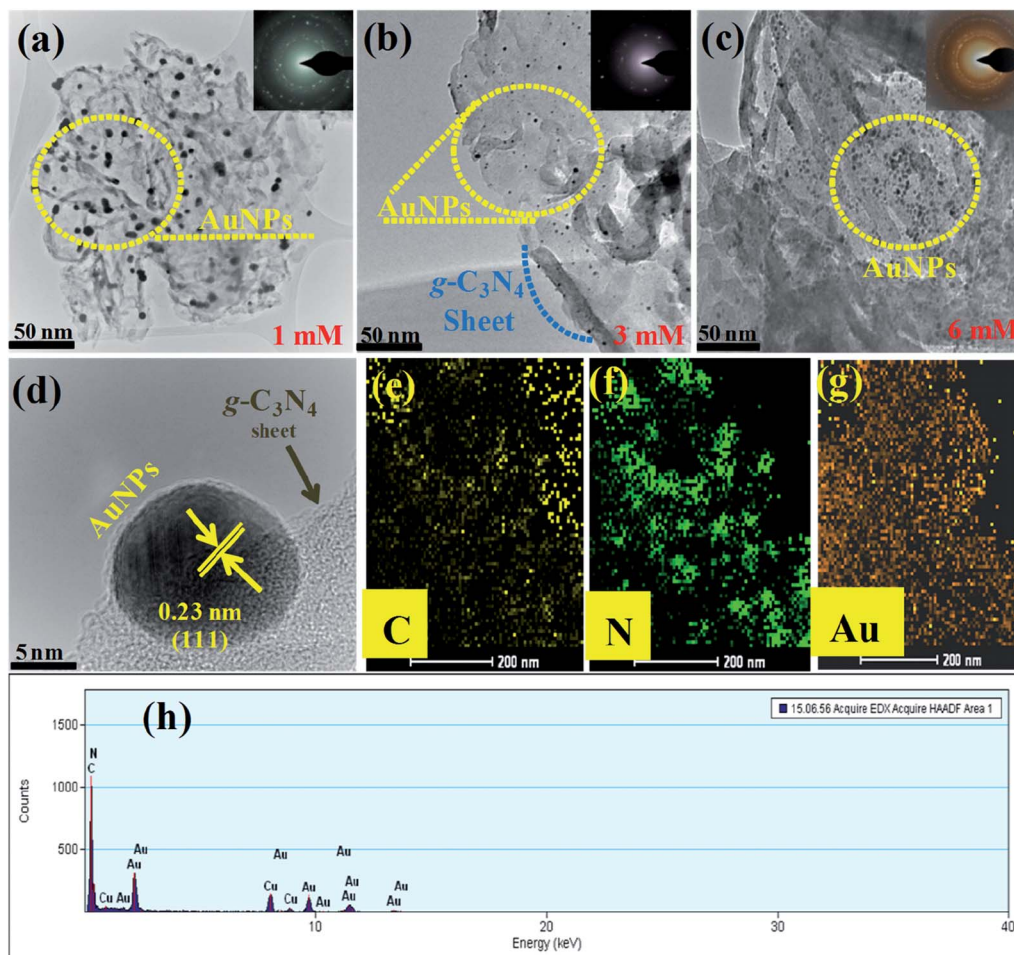 (a)
AuNPs
50 nm
1 mM
(b)
AuNPs
g-C₃N₄
Sheet
50 nm
3 mM
(c)
AuNPs
50 nm
6 mM
(d)
g-C₃N₄
sheet
AuNPs
0.23 nm
(111)
5 nm
(e)
C
200 nm
(f)
N
200 nm
(g)
Au
200 nm
(h)
15.06.56 Acquire EDX Acquire HAADF Area 1
Counts
1500
1000
500
N
C
Cu
Au
Au
Au
Au
Cu
Cu
Au
Au
Au
Au
Au
Au
Au
10
20
30
40
Energy (keV)